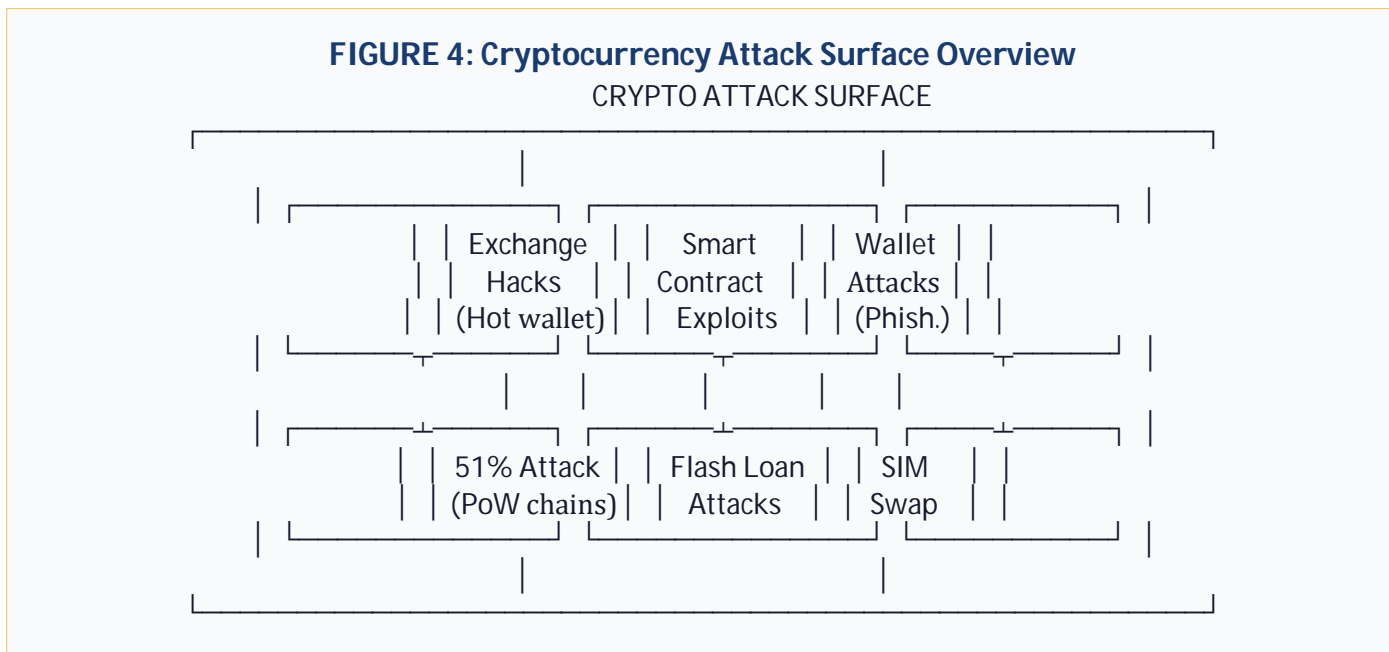 FIGURE 4: Cryptocurrency Attack Surface Overview
CRYPTO ATTACK SURFACE
┌─────────────────────────────────────────────────────┐
│ │
│ ┌──────────────┐ ┌───────────────┐ ┌───────────┐ │
│ │ Exchange │ │ Smart │ │ Wallet │ │
│ │ Hacks │ │ Contract │ │ Attacks │ │
│ │ (Hot wallet) │ │ Exploits │ │ (Phish.) │ │
│ └──────┬───────┘ └───────┬───────┘ └─────┬─────┘ │
│ │ │ │ │
│ ┌──────┴───────┐ ┌───────┴───────┐ ┌─────┴─────┐ │
│ │ 51% Attack │ │ Flash Loan │ │ SIM │ │
│ │ (PoW chains) │ │ Attacks │ │ Swap │ │
│ └──────────────┘ └───────────────┘ └───────────┘ │
│ │
└─────────────────────────────────────────────────────┘